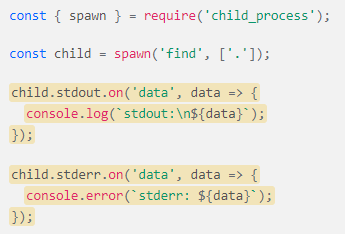 const { spawn } = require('child_process');
const child = spawn('find', ['.']);
child.stdout.on('data', data => {
  console.log(`stdout:\n${data}`);
});
child.stderr.on('data', data => {
  console.error(`stderr: ${data}`);
});